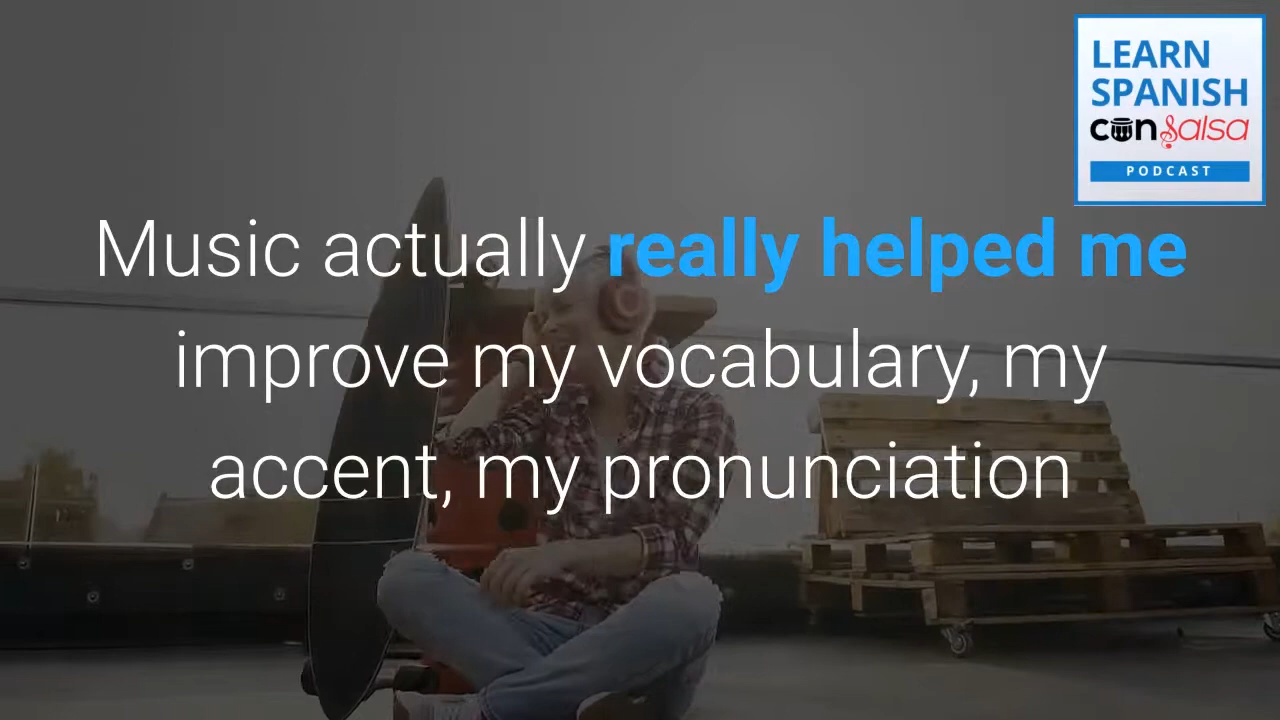 LEARN
SPANISH
con salsa
PODCAST
Music actually really helped me
improve my vocabulary, my
accent, my pronunciation